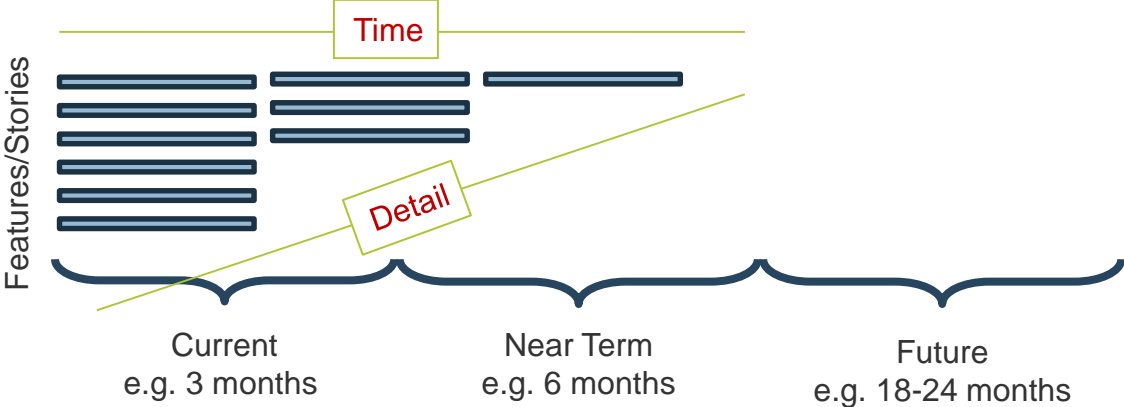 Time
Features/Stories
Detail
Current
e.g. 3 months
Near Term
e.g. 6 months
Future
e.g. 18-24 months